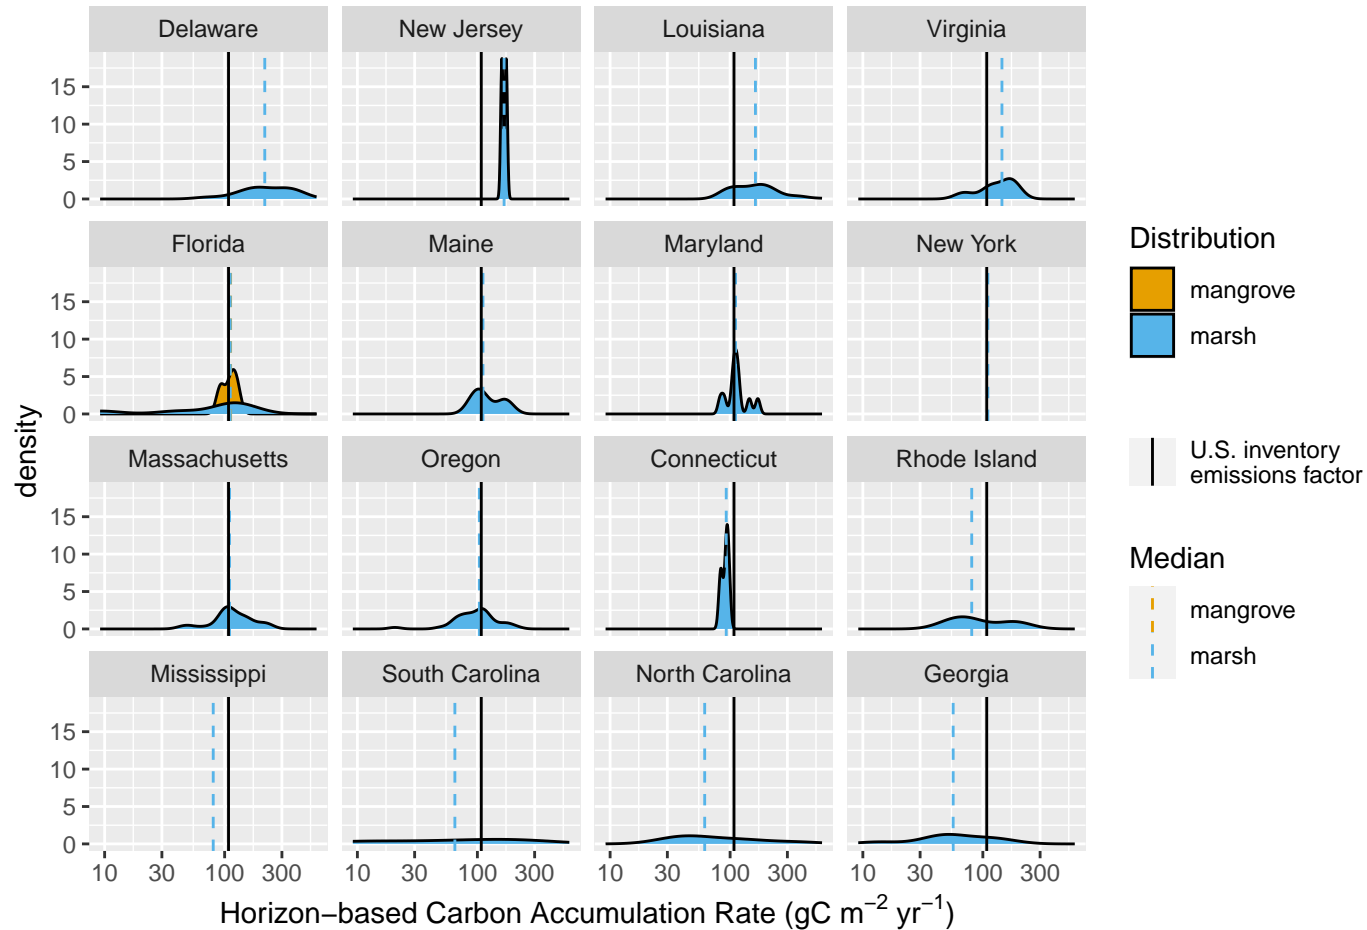 Delaware New Jersey Louisiana Virginia
15
10
5
0
Florida Maine Maryland New York
15
10
5
0
Massachusetts Oregon Connecticut Rhode Island
15
10
5
0
Mississippi South Carolina North Carolina Georgia
15
10
5
0
10 30 100 300 10 30 100 300 10 30 100 300 10 30 100 300
Horizon−based Carbon Accumulation Rate (gC m⁻² yr⁻¹)
density
Distribution
mangrove
marsh
U.S. inventory
emissions factor
Median
mangrove
marsh